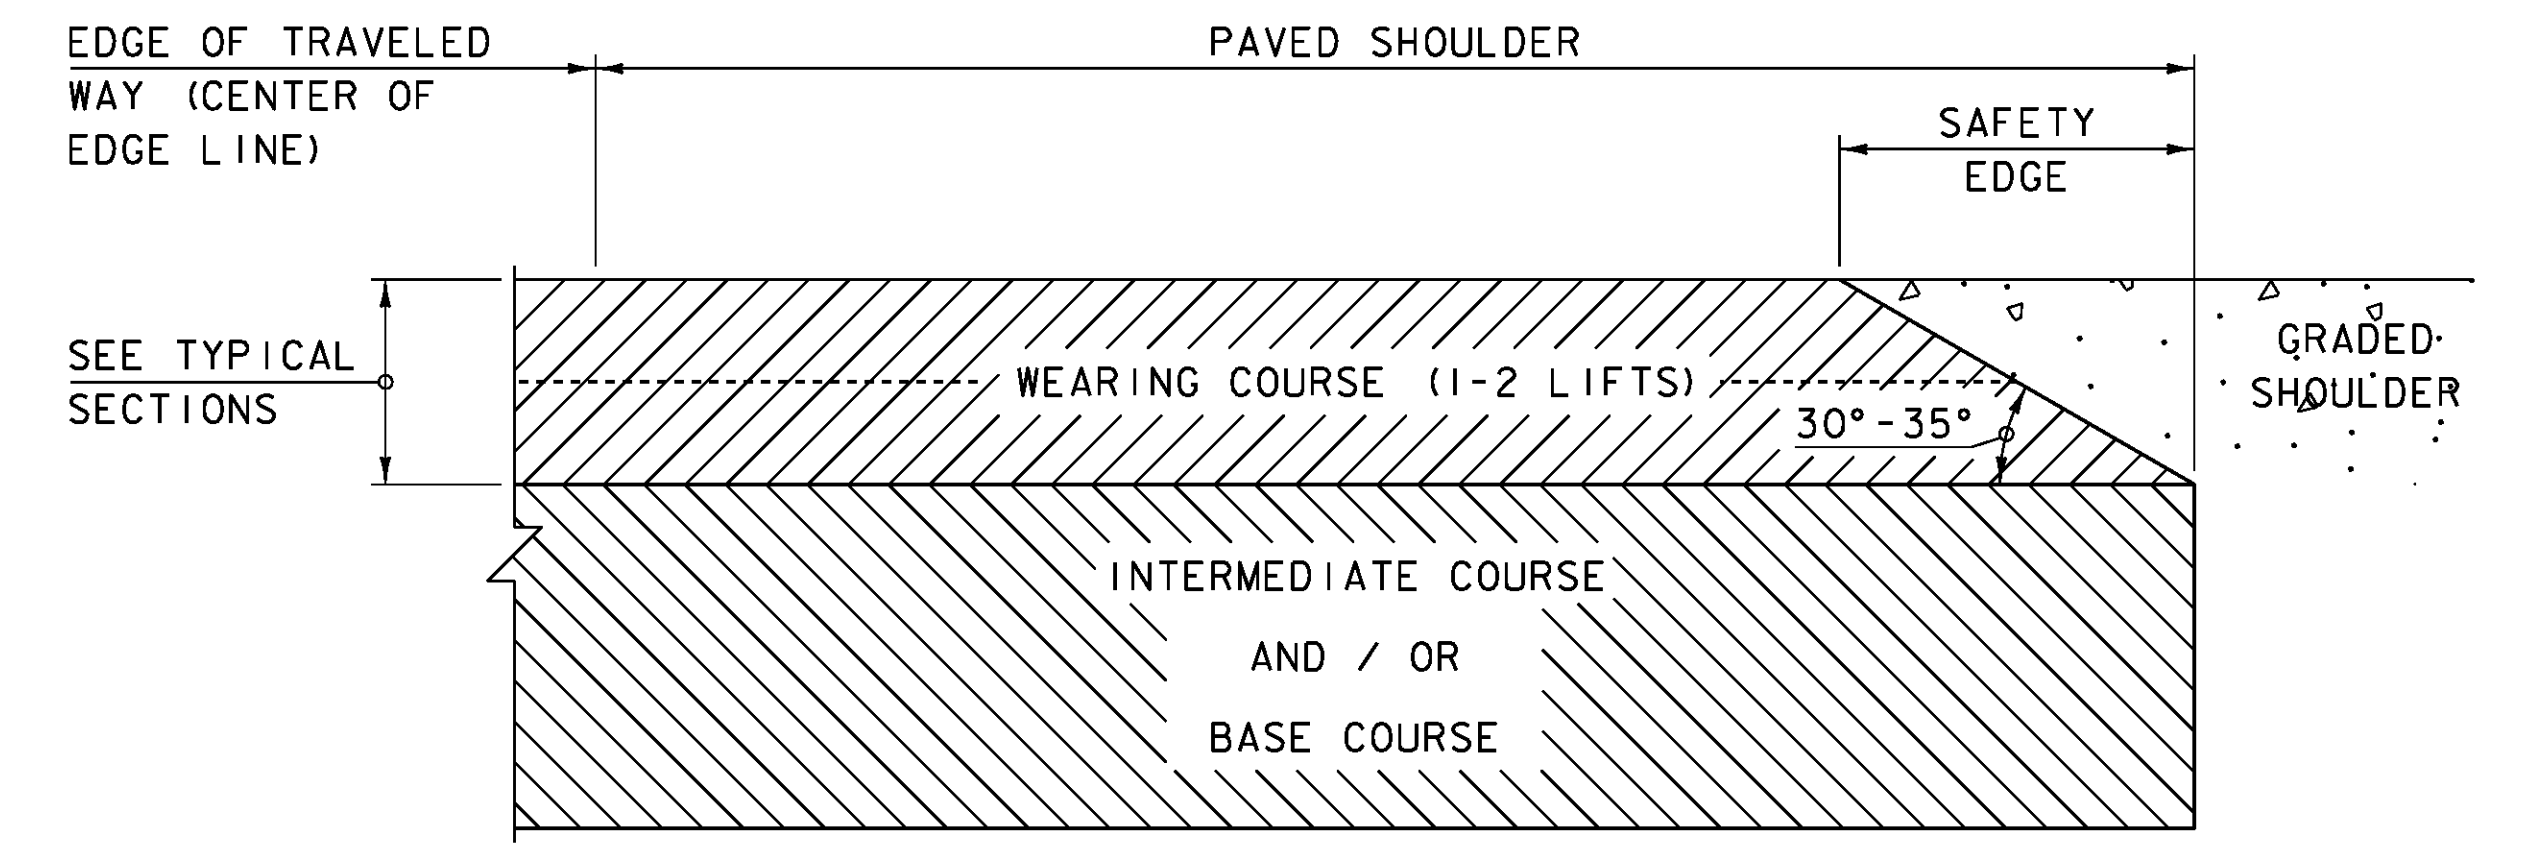 EDGE OF TRAVELED
WAY (CENTER OF
EDGE LINE)
PAVED SHOULDER
SAFETY
EDGE
SEE TYPICAL
SECTIONS
WEARING COURSE (1-2 LIFTS)
30°-35°
GRADED
SHOULDER
INTERMEDIATE COURSE
AND / OR
BASE COURSE